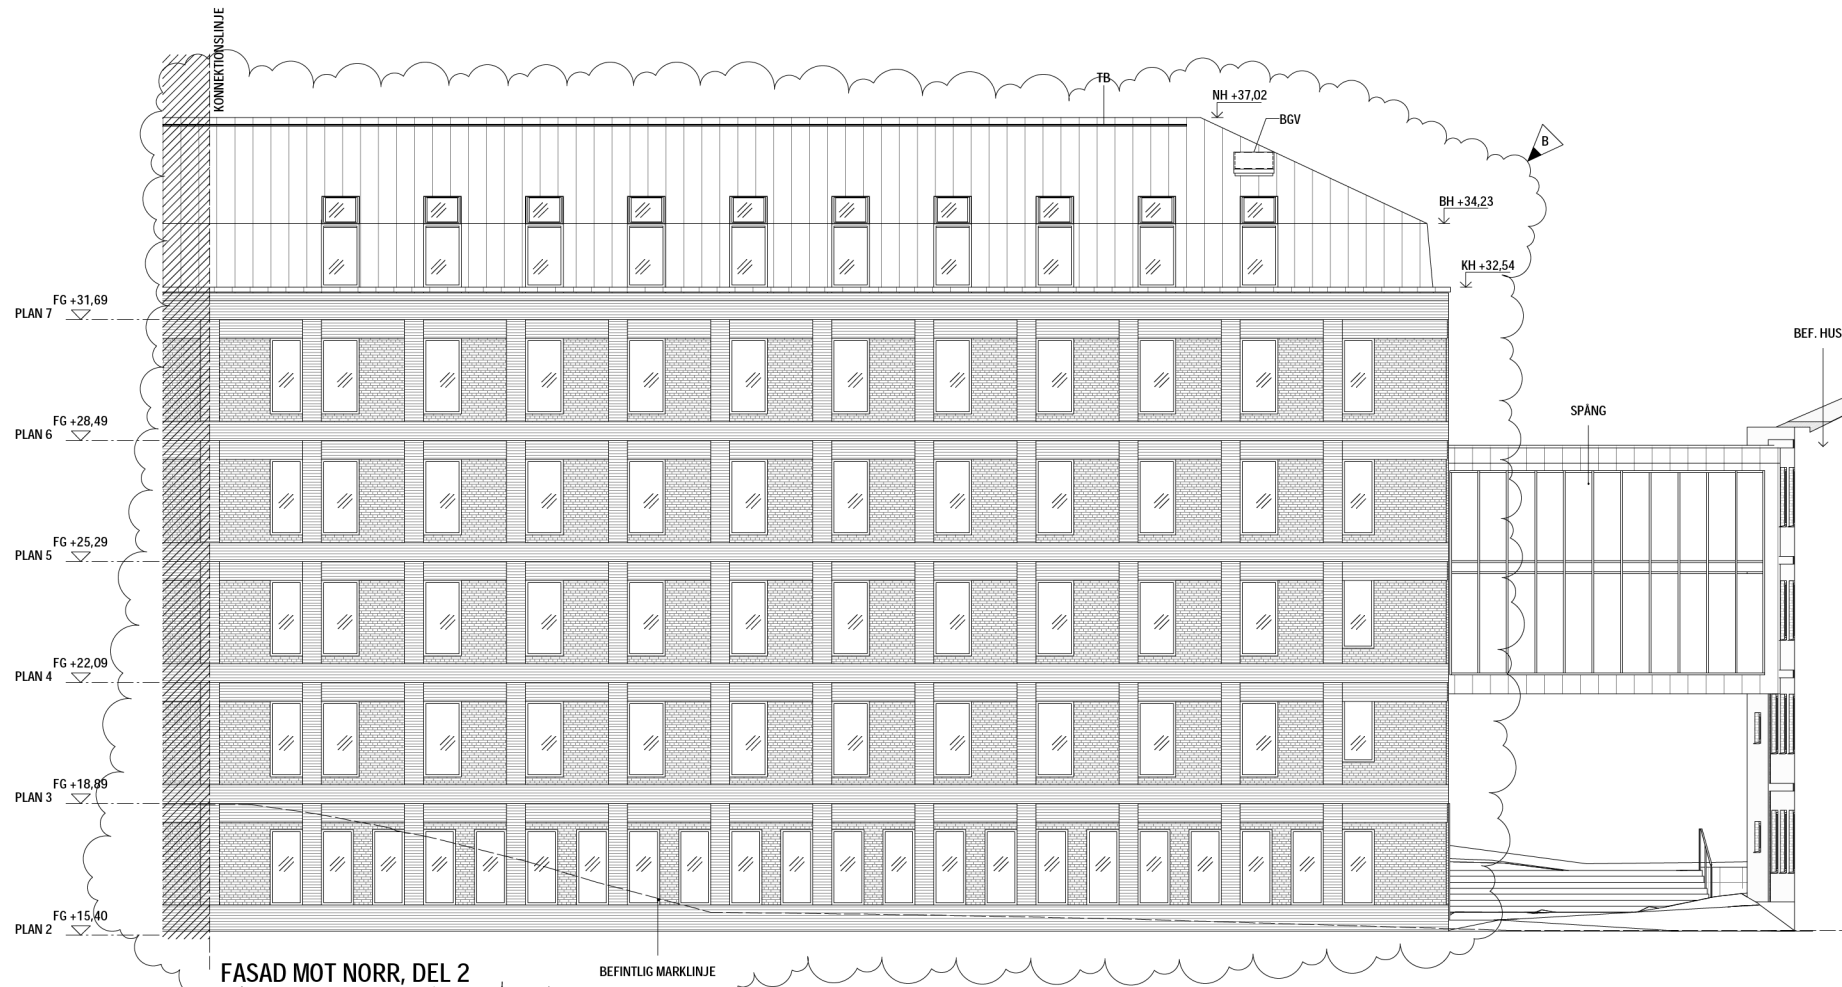 KONNEKTIONSLINJE
TB
NH +37,02
BGV
B
BH +34,23
KH +32,54
FG +31,69
PLAN 7
BEF. HUS
FG +28,49
PLAN 6
SPÅNG
FG +25,29
PLAN 5
FG +22,09
PLAN 4
FG +18,89
PLAN 3
FG +15,40
PLAN 2
FASAD MOT NORR, DEL 2
BEFINTLIG MARKLINJE